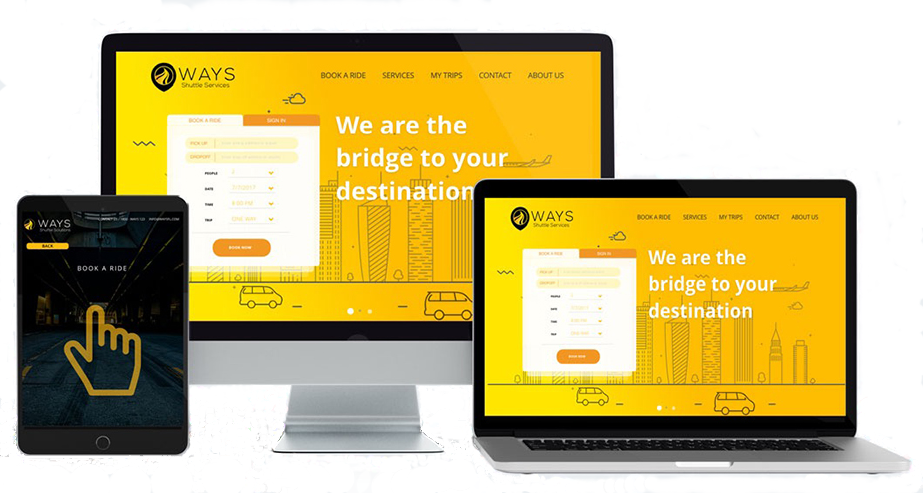 WAYS
Shuttle Services
BOOK A RIDE
SERVICES
MY TRIPS
CONTACT
ABOUT US
BOOK A RIDE
SIGN IN
PICK UP
DROPOFF
PEOPLE
1
DATE
7/7/2017
TIME
8:00 PM
TRIP
ONE WAY
BOOK NOW
We are the
bridge to your
destination
WAYS
Shuttle Solutions
BACK
BOOK A RIDE
WAYS
Shuttle Services
BOOK A RIDE
SERVICES
MY TRIPS
CONTACT
ABOUT US
BOOK A RIDE
SIGN IN
PICK UP
DROPOFF
PEOPLE
DATE
TIME
TRIP
BOOK NOW
We are the
bridge to your
destination